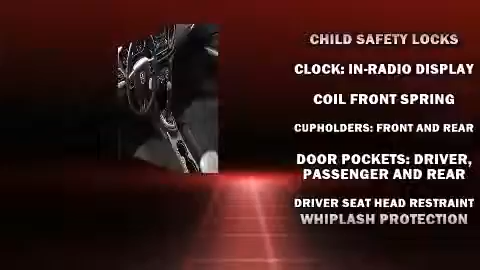 CHILD SAFETY LOCKS
CLOCK: IN-RADIO DISPLAY
COIL FRONT SPRING
CUPHOLDERS: FRONT AND REAR
DOOR POCKETS: DRIVER,
PASSENGER AND REAR
DRIVER SEAT HEAD RESTRAINT
WHIPLASH PROTECTION